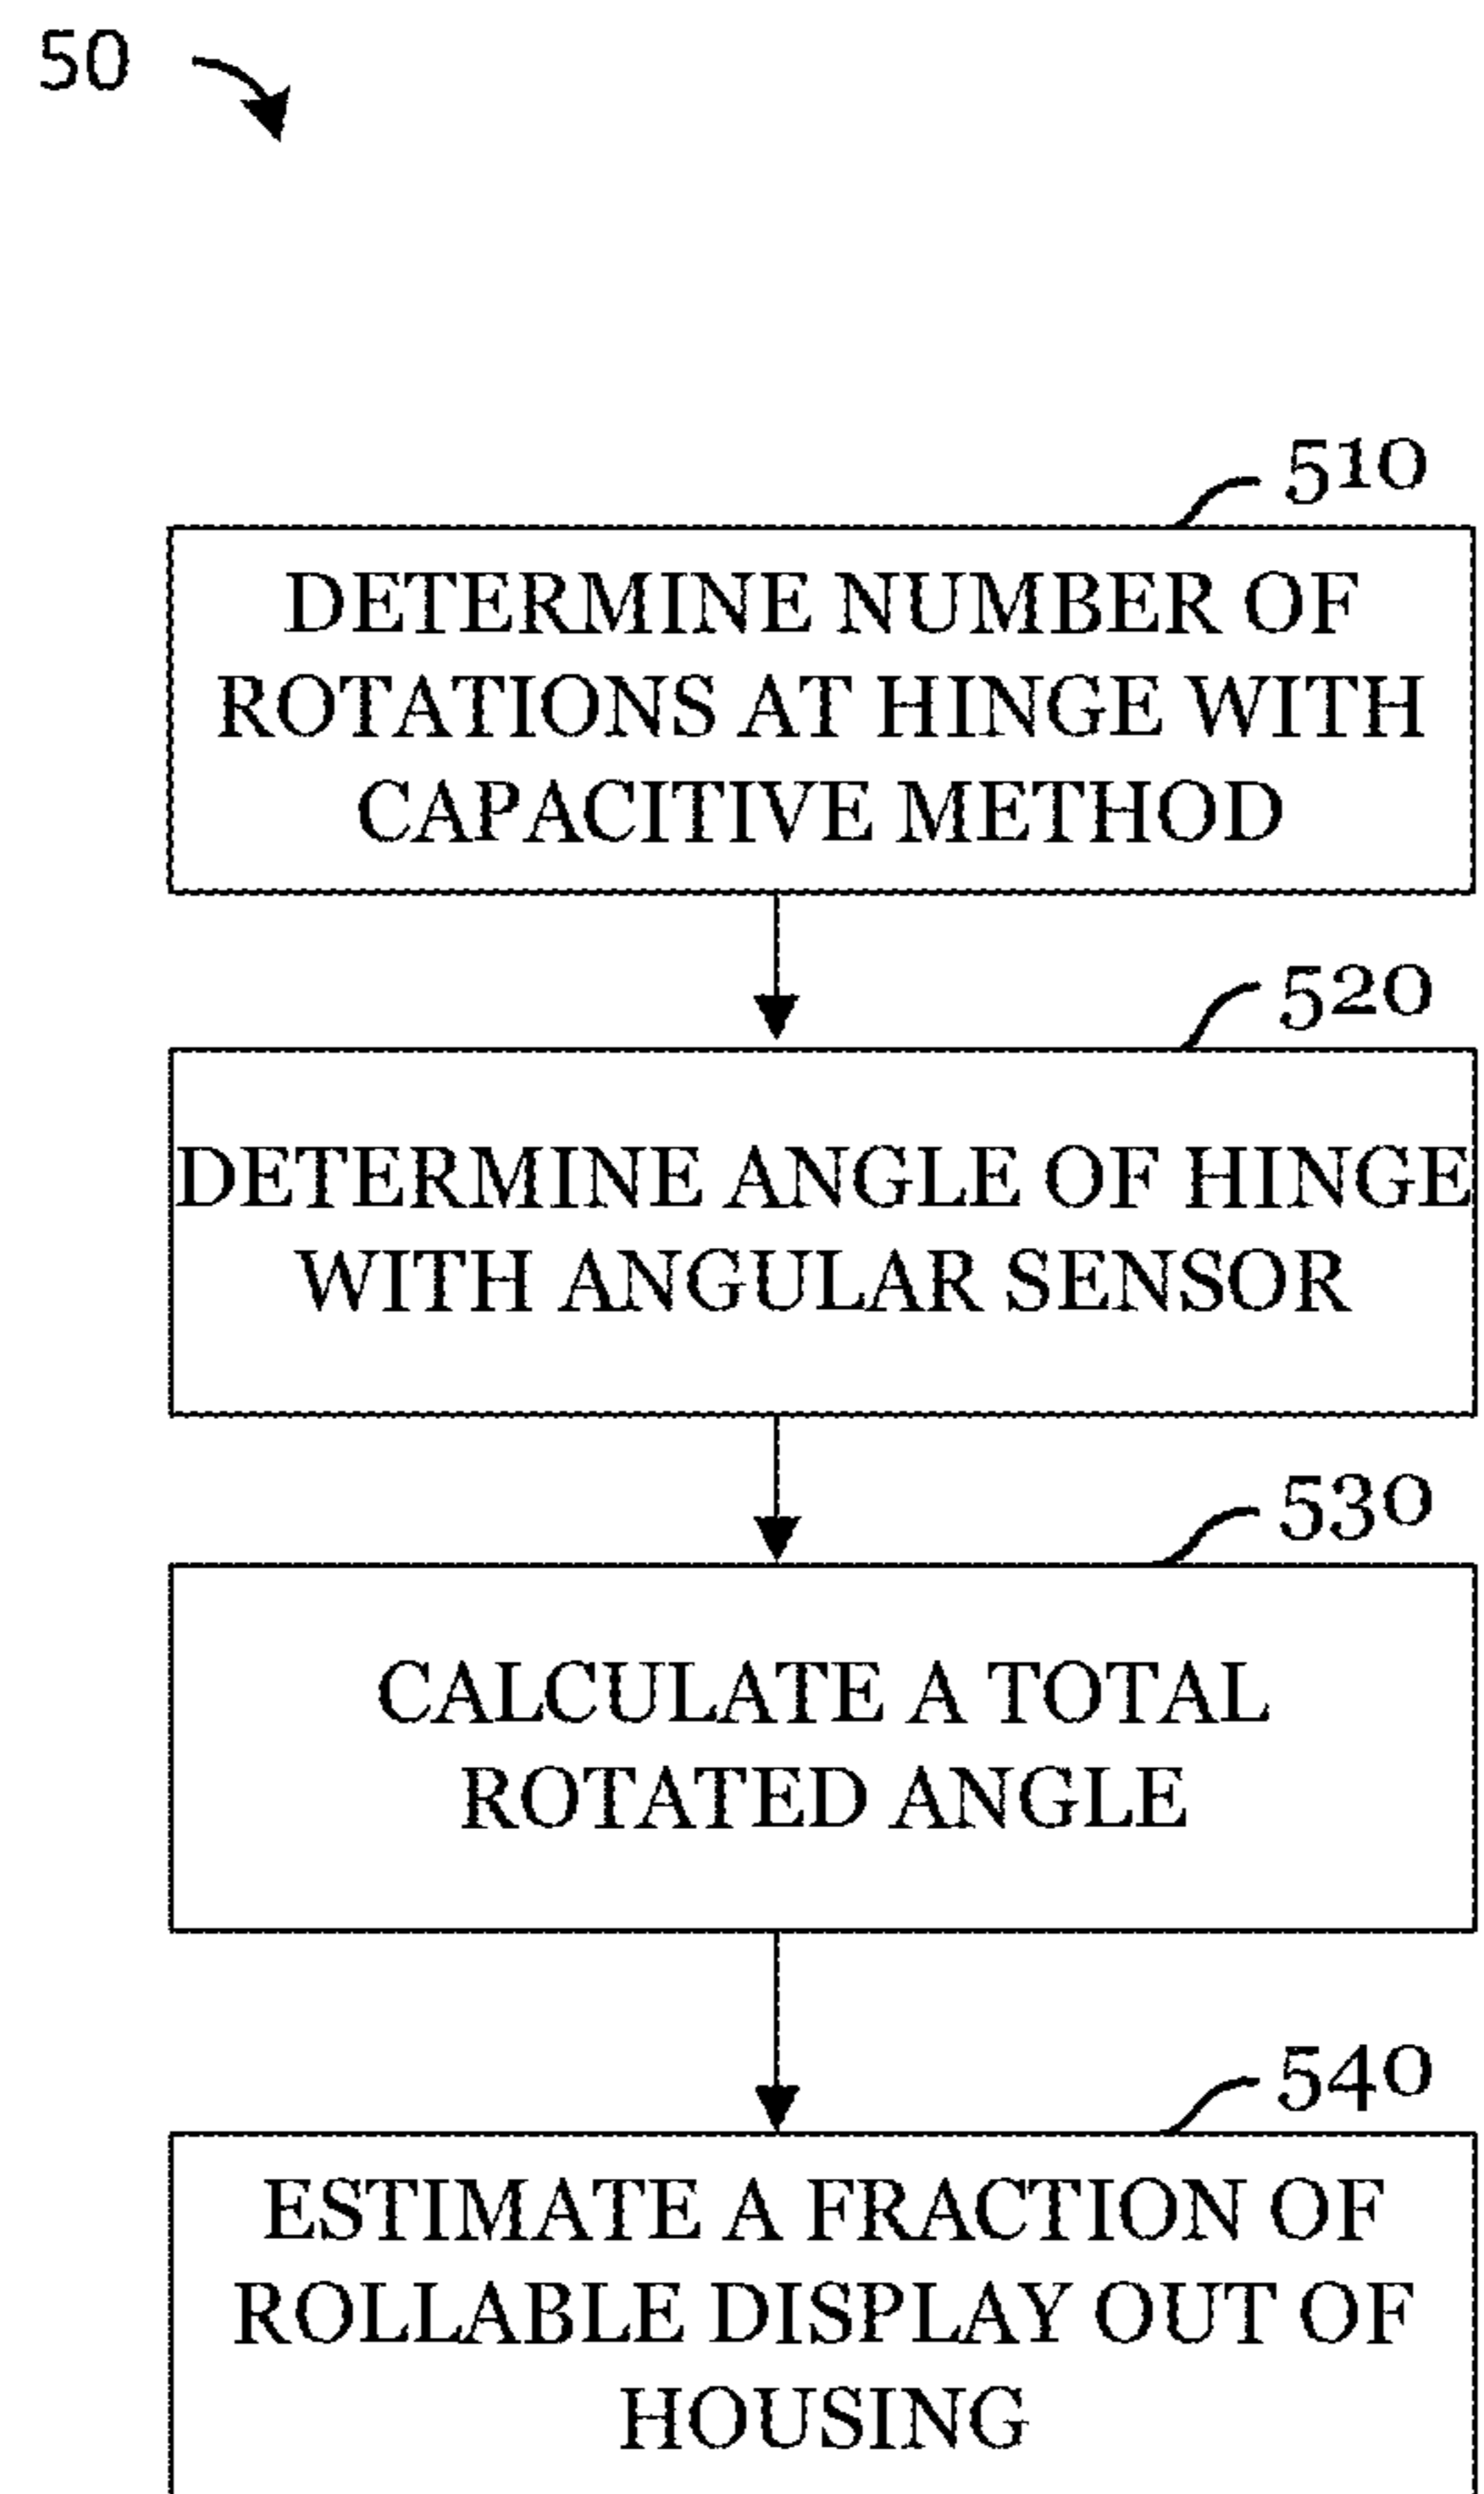 50
510
DETERMINE NUMBER OF
ROTATIONS AT HINGE WITH
CAPACITIVE METHOD
520
DETERMINE ANGLE OF HINGE
WITH ANGULAR SENSOR
530
CALCULATE A TOTAL
ROTATED ANGLE
540
ESTIMATE A FRACTION OF
ROLLABLE DISPLAY OUT OF
HOUSING